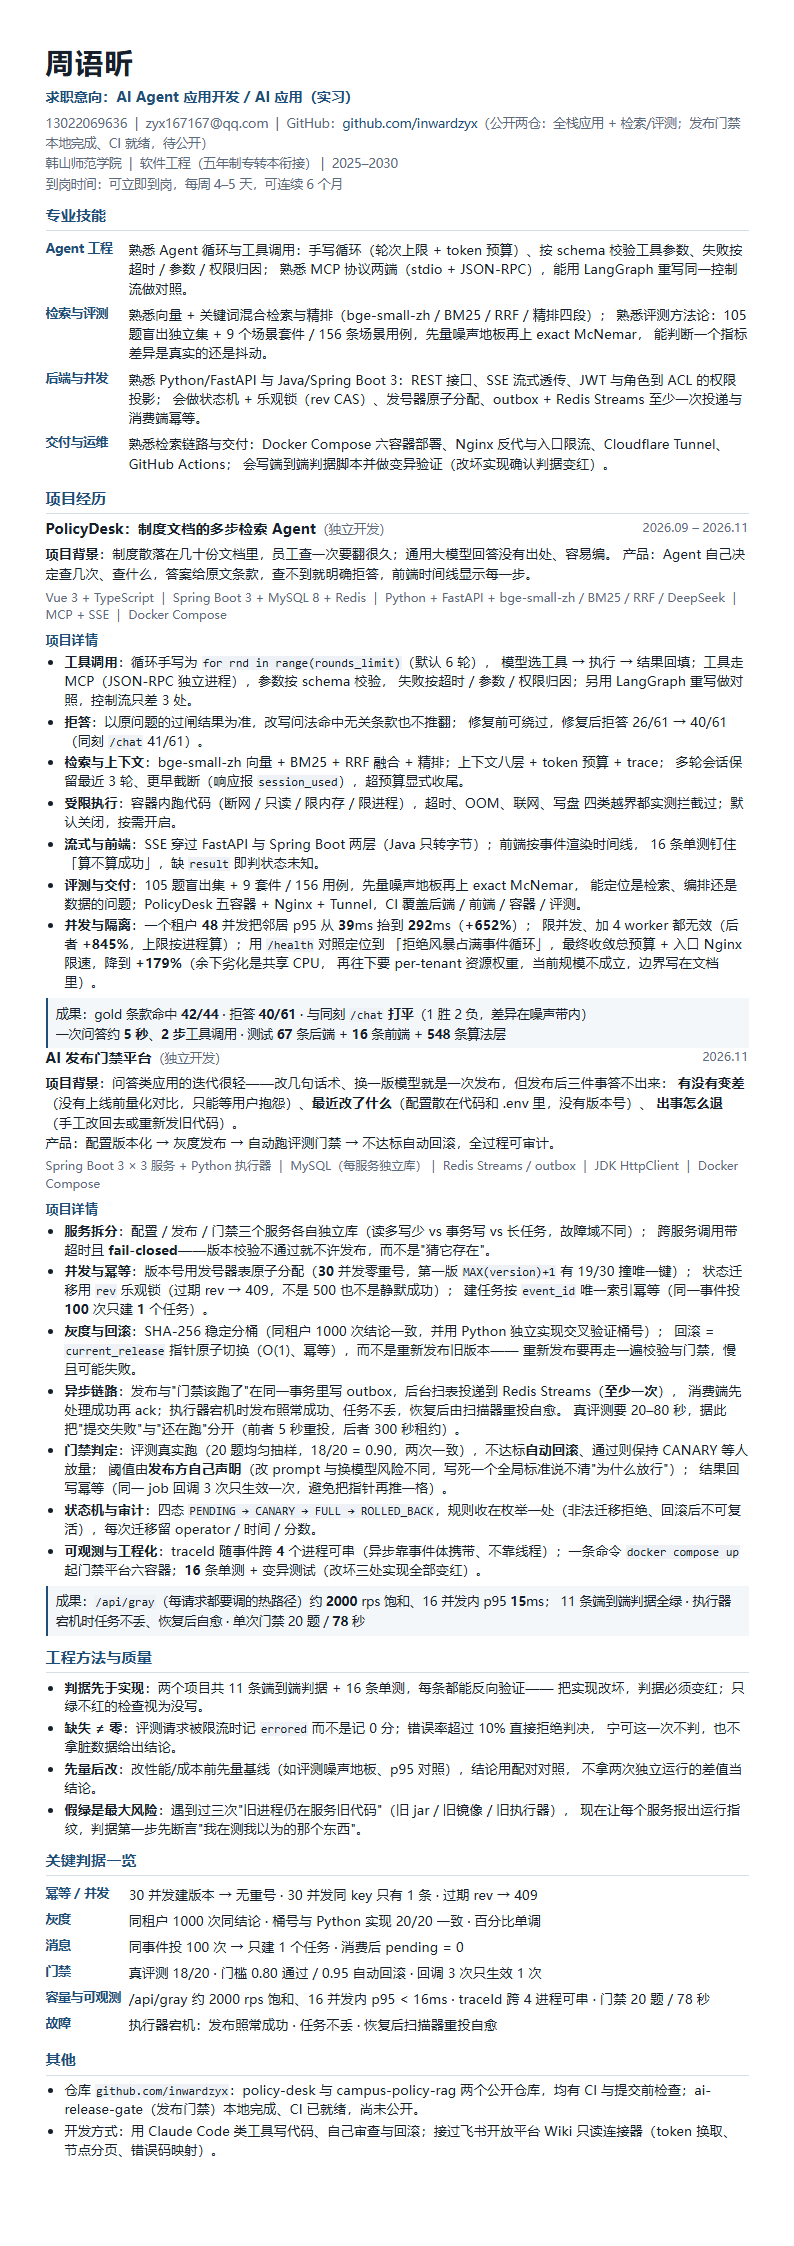 周语昕
求职意向：AI Agent 应用开发 / AI 应用（实习）
13022069636 | zyx167167@qq.com | GitHub：github.com/inwardzyx（公开两仓：全栈应用 + 检索/评测；发布门禁
本地完成、CI 就绪，待公开）
韩山师范学院 | 软件工程（五年制专转本衔接） | 2025–2030
到岗时间：可立即到岗，每周 4–5 天，可连续 6 个月
专业技能
Agent 工程 熟悉 Agent 循环与工具调用：手写循环（轮次上限 + token 预算）、按 schema 校验工具参数、失败按
超时 / 参数 / 权限归因； 熟悉 MCP 协议两端（stdio + JSON-RPC），能用 LangGraph 重写同一控制
流做对照。
检索与评测 熟悉向量 + 关键词混合检索与精排（bge-small-zh / BM25 / RRF / 精排四段）； 熟悉评测方法论：105
题盲出独立集 + 9 个场景套件 / 156 条场景用例，先量噪声地板再上 exact McNemar， 能判断一个指标
差异是真实的还是抖动。
后端与并发 熟悉 Python/FastAPI 与 Java/Spring Boot 3：REST 接口、SSE 流式透传、JWT 与角色到 ACL 的权限
投影； 会做状态机 + 乐观锁（rev CAS）、发号器原子分配、outbox + Redis Streams 至少一次投递与
消费端幂等。
交付与运维 熟悉检索链路与交付：Docker Compose 六容器部署、Nginx 反代与入口限流、Cloudflare Tunnel、
GitHub Actions； 会写端到端判据脚本并做变异验证（改坏实现确认判据变红）。
项目经历
PolicyDesk：制度文档的多步检索 Agent（独立开发） 2026.09 – 2026.11
项目背景：制度散落在几十份文档里，员工查一次要翻很久；通用大模型回答没有出处、容易编。 产品：Agent 自己决
定查几次、查什么，答案给原文条款，查不到就明确拒答，前端时间线显示每一步。
Vue 3 + TypeScript | Spring Boot 3 + MySQL 8 + Redis | Python + FastAPI + bge-small-zh / BM25 / RRF / DeepSeek |
MCP + SSE | Docker Compose
项目详情
• 工具调用：循环手写为 for rnd in range(rounds_limit)（默认 6 轮）， 模型选工具 → 执行 → 结果回填；工具走
MCP（JSON-RPC 独立进程），参数按 schema 校验， 失败按超时 / 参数 / 权限归因；另用 LangGraph 重写做对
照，控制流只差 3 处。
• 拒答：以原问题的过闸结果为准，改写问法命中无关条款也不推翻； 修复前可绕过，修复后拒答 26/61 → 40/61
（同刻 /chat 41/61）。
• 检索与上下文：bge-small-zh 向量 + BM25 + RRF 融合 + 精排；上下文八层 + token 预算 + trace； 多轮会话保
留最近 3 轮、更早截断（响应报 session_used），超预算显式收尾。
• 受限执行：容器内跑代码（断网 / 只读 / 限内存 / 限进程），超时、OOM、联网、写盘 四类越界都实测拦截过；默
认关闭，按需开启。
• 流式与前端：SSE 穿过 FastAPI 与 Spring Boot 两层（Java 只转字节）；前端按事件渲染时间线， 16 条单测钉住
「算不算成功」，缺 result 即判状态未知。
• 评测与交付：105 题盲出集 + 9 套件 / 156 用例，先量噪声地板再上 exact McNemar， 能定位是检索、编排还是
数据的问题；PolicyDesk 五容器 + Nginx + Tunnel，CI 覆盖后端 / 前端 / 容器 / 评测。
• 并发与隔离：一个租户 48 并发把邻居 p95 从 39ms 抬到 292ms（+652%）； 限并发、加 4 worker 都无效（后
者 +845%，上限按进程算）；用 /health 对照定位到 「拒绝风暴占满事件循环」，最终收敛总预算 + 入口 Nginx
限速，降到 +179%（余下劣化是共享 CPU， 再往下要 per-tenant 资源权重，当前规模不成立，边界写在文档
里）。
成果：gold 条款命中 42/44 · 拒答 40/61 · 与同刻 /chat 打平（1 胜 2 负，差异在噪声带内）
一次问答约 5 秒、2 步工具调用 · 测试 67 条后端 + 16 条前端 + 548 条算法层
AI 发布门禁平台（独立开发） 2026.11
项目背景：问答类应用的迭代很轻——改几句话术、换一版模型就是一次发布，但发布后三件事答不出来： 有没有变差
（没有上线前量化对比，只能等用户抱怨）、最近改了什么（配置散在代码和 .env 里，没有版本号）、 出事怎么退
（手工改回去或重新发旧代码）。
产品：配置版本化 → 灰度发布 → 自动跑评测门禁 → 不达标自动回滚，全过程可审计。
Spring Boot 3 × 3 服务 + Python 执行器 | MySQL（每服务独立库） | Redis Streams / outbox | JDK HttpClient | Docker
Compose
项目详情
• 服务拆分：配置 / 发布 / 门禁三个服务各自独立库（读多写少 vs 事务写 vs 长任务，故障域不同）； 跨服务调用带
超时且 fail-closed——版本校验不通过就不许发布，而不是"猜它存在"。
• 并发与幂等：版本号用发号器表原子分配（30 并发零重号，第一版 MAX(version)+1 有 19/30 撞唯一键）； 状态迁
移用 rev 乐观锁（过期 rev → 409，不是 500 也不是静默成功）； 建任务按 event_id 唯一索引幂等（同一事件投
100 次只建 1 个任务）。
• 灰度与回滚：SHA-256 稳定分桶（同租户 1000 次结论一致，并用 Python 独立实现交叉验证桶号）； 回滚 =
current_release 指针原子切换（O(1)、幂等），而不是重新发布旧版本—— 重新发布要再走一遍校验与门禁，慢
且可能失败。
• 异步链路：发布与"门禁该跑了"在同一事务里写 outbox，后台扫表投递到 Redis Streams（至少一次）， 消费端先
处理成功再 ack；执行器宕机时发布照常成功、任务不丢，恢复后由扫描器重投自愈。 真评测要 20–80 秒，据此
把"提交失败"与"还在跑"分开（前者 5 秒重投，后者 300 秒租约）。
• 门禁判定：评测真实跑（20 题均匀抽样，18/20 = 0.90，两次一致），不达标自动回滚、通过则保持 CANARY 等人
放量； 阈值由发布方自己声明（改 prompt 与换模型风险不同，写死一个全局标准说不清"为什么放行"）； 结果回
写幂等（同一 job 回调 3 次只生效一次，避免把指针再推一格）。
• 状态机与审计：四态 PENDING → CANARY → FULL → ROLLED_BACK，规则收在枚举一处（非法迁移拒绝、回滚后不可复
活），每次迁移留 operator / 时间 / 分数。
• 可观测与工程化：traceId 随事件跨 4 个进程可串（异步靠事件体携带、不靠线程）；一条命令 docker compose up
起门禁平台六容器；16 条单测 + 变异测试（改坏三处实现全部变红）。
成果：/api/gray（每请求都要调的热路径）约 2000 rps 饱和、16 并发内 p95 15ms； 11 条端到端判据全绿 · 执行器
宕机时任务不丢、恢复后自愈 · 单次门禁 20 题 / 78 秒
工程方法与质量
• 判据先于实现：两个项目共 11 条端到端判据 + 16 条单测，每条都能反向验证—— 把实现改坏，判据必须变红；只
绿不红的检查视为没写。
• 缺失 ≠ 零：评测请求被限流时记 errored 而不是记 0 分；错误率超过 10% 直接拒绝判决， 宁可这一次不判，也不
拿脏数据给出结论。
• 先量后改：改性能/成本前先量基线（如评测噪声地板、p95 对照），结论用配对对照， 不拿两次独立运行的差值当
结论。
• 假绿是最大风险：遇到过三次"旧进程仍在服务旧代码"（旧 jar / 旧镜像 / 旧执行器）， 现在让每个服务报出运行指
纹，判据第一步先断言"我在测我以为的那个东西"。
关键判据一览
幂等 / 并发 30 并发建版本 → 无重号 · 30 并发同 key 只有 1 条 · 过期 rev → 409
灰度 同租户 1000 次同结论 · 桶号与 Python 实现 20/20 一致 · 百分比单调
消息 同事件投 100 次 → 只建 1 个任务 · 消费后 pending = 0
门禁 真评测 18/20 · 门槛 0.80 通过 / 0.95 自动回滚 · 回调 3 次只生效 1 次
容量与可观测 /api/gray 约 2000 rps 饱和、16 并发内 p95 < 16ms · traceId 跨 4 进程可串 · 门禁 20 题 / 78 秒
故障 执行器宕机：发布照常成功 · 任务不丢 · 恢复后扫描器重投自愈
其他
• 仓库 github.com/inwardzyx：policy-desk 与 campus-policy-rag 两个公开仓库，均有 CI 与提交前检查；ai-
release-gate（发布门禁）本地完成、CI 已就绪，尚未公开。
• 开发方式：用 Claude Code 类工具写代码、自己审查与回滚；接过飞书开放平台 Wiki 只读连接器（token 换取、
节点分页、错误码映射）。